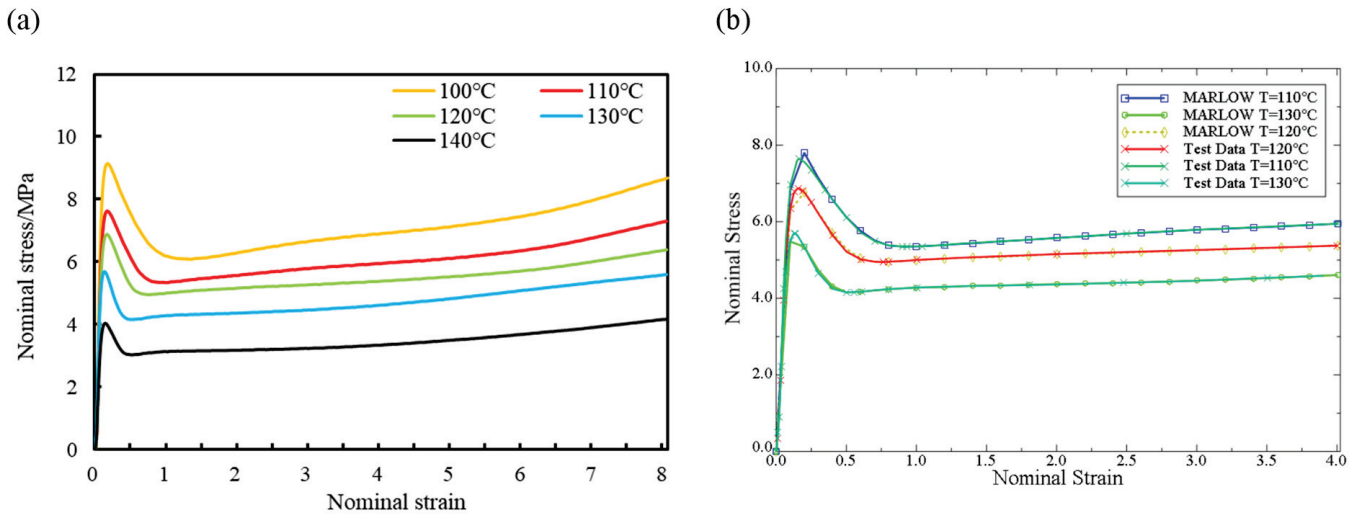 (a)
12
10
8
6
4
2
0
Nominal stress/MPa
100℃
110℃
120℃
130℃
140℃
0 1 2 3 4 5 6 7 8
Nominal strain
(b)
10.0
8.0
6.0
4.0
2.0
0.0
Nominal Stress
MARLOW T=110℃
MARLOW T=130℃
MARLOW T=120℃
Test Data T=120℃
Test Data T=110℃
Test Data T=130℃
0.0 0.5 1.0 1.5 2.0 2.5 3.0 3.5 4.0
Nominal Strain